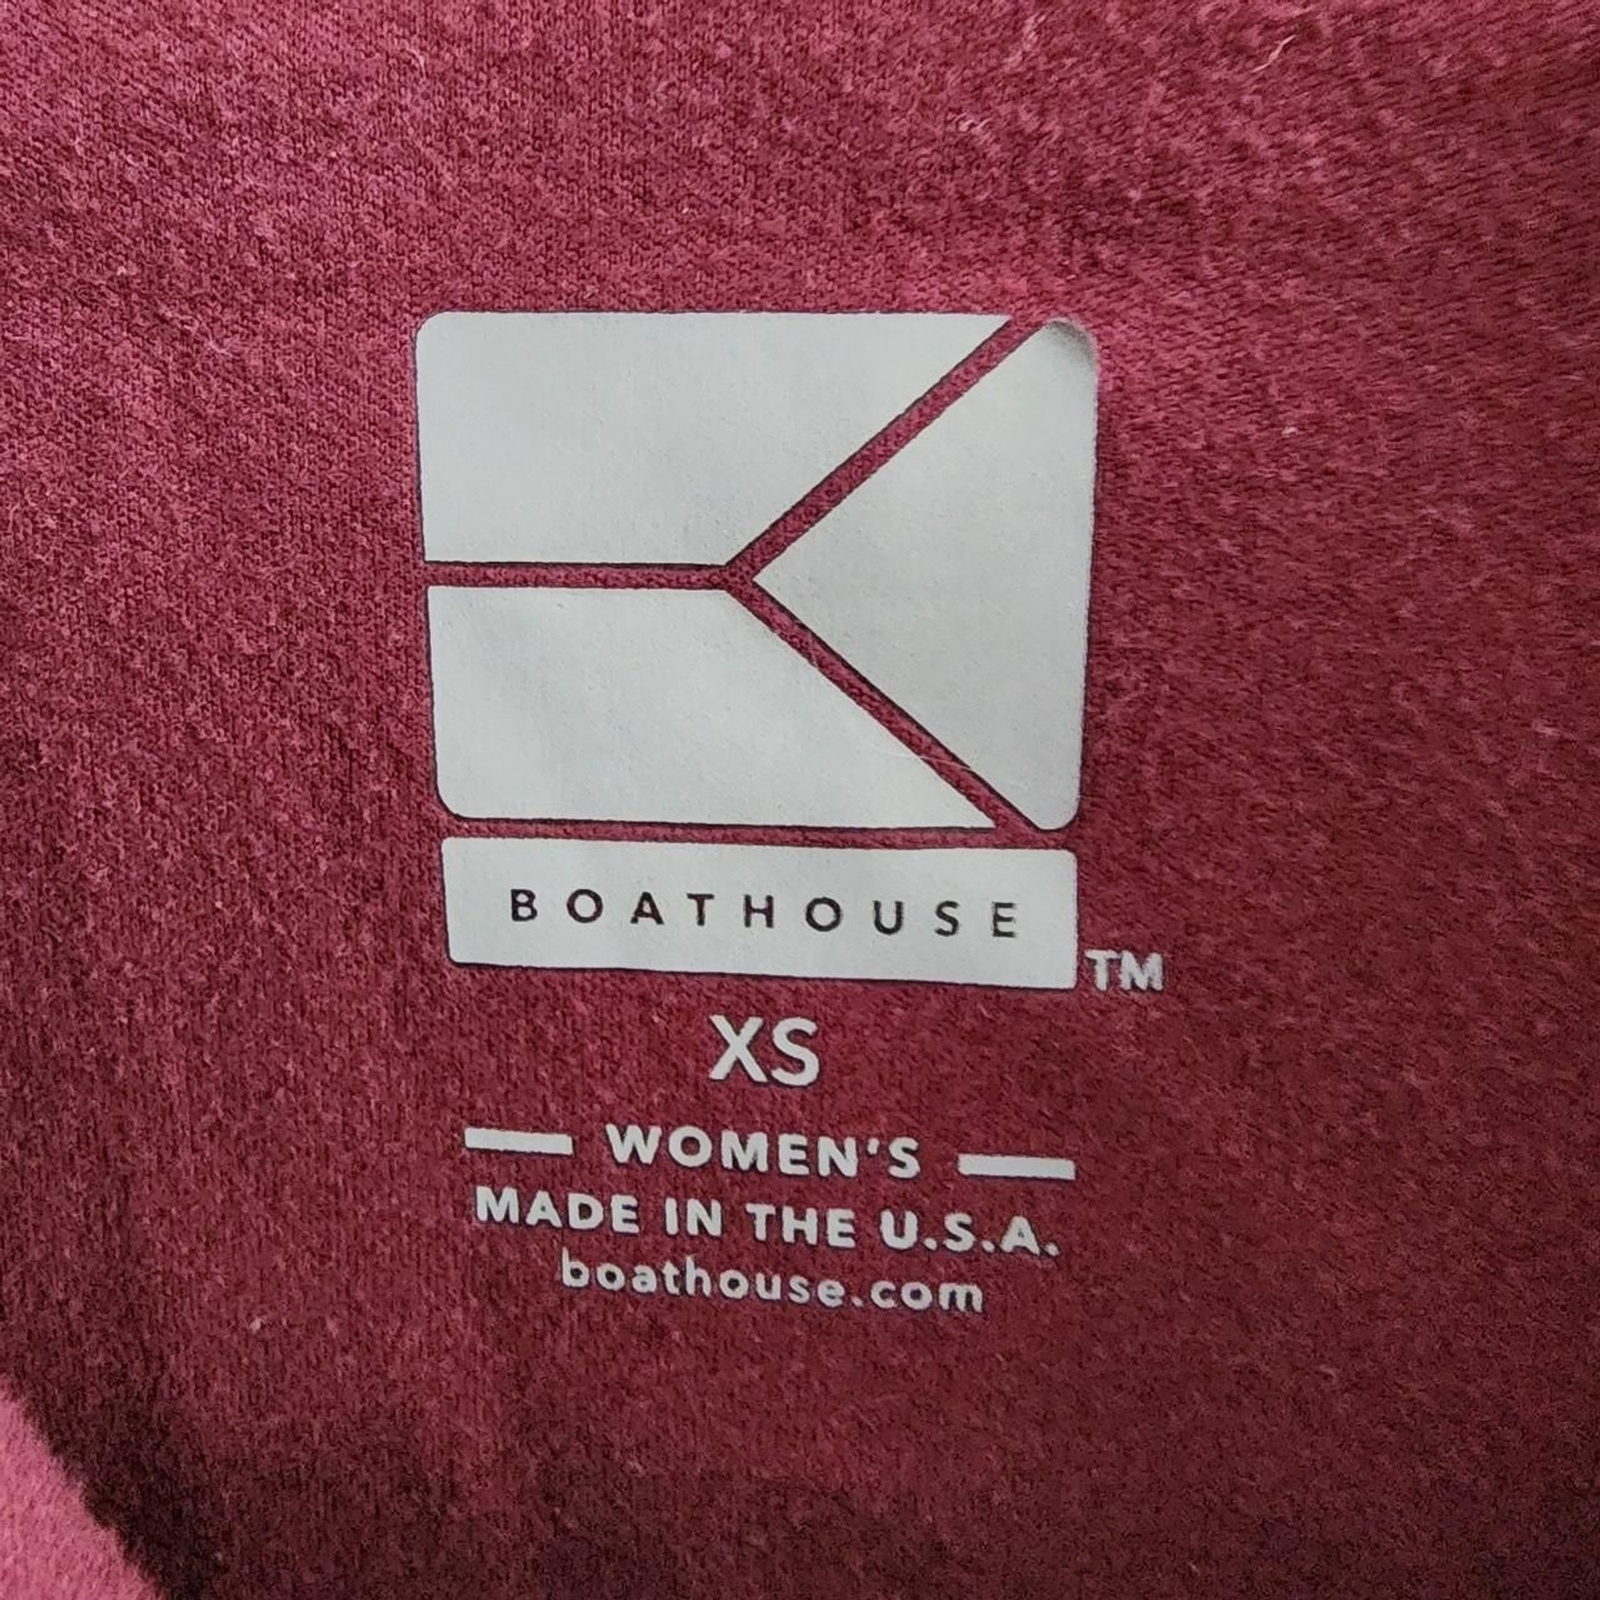 BOATHOUSE
TM
XS
WOMEN'S
MADE IN THE U.S.A.
boathouse.com